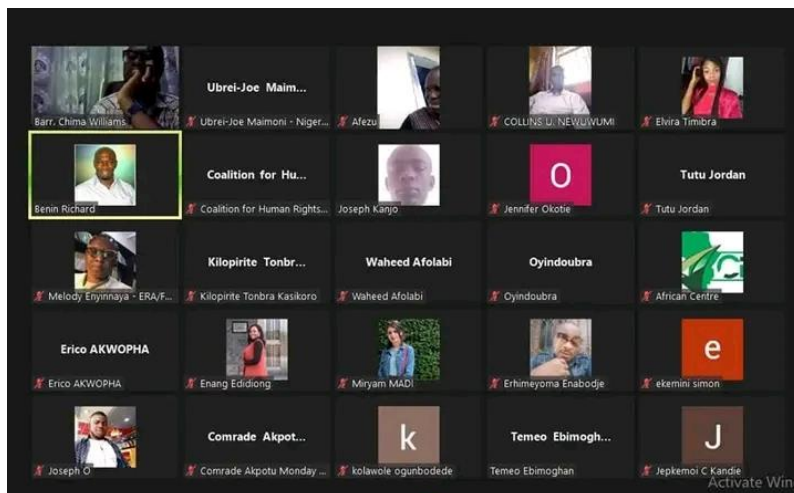 Barr. Chima Williams
Ubrei-Joe Maim...
Ubrei-Joe Maimoni - Niger...
Afezu
COLLINS U. NEWUWUMI
Elvira Timibra
Benin Richard
Coalition for Hu...
Coalition for Human Rights...
Joseph Kanjo
O
Jennifer Okotie
Tutu Jordan
Tutu Jordan
Melody Enyinnaya - ERA/F...
Kilopirite Tonbr...
Kilopirite Tonbra Kasikoro
Waheed Afolabi
Waheed Afolabi
Oyindoubra
Oyindoubra
African Centre
Erico AKWOPHA
Erico AKWOPHA
Enang Edidiong
Miryam MADI
Erhimeyoma Enabodje
e
ekemini simon
Joseph O
Comrade Akpot...
Comrade Akpotu Monday ...
k
kolawole ogunbodede
Temeo Ebimogh...
Temeo Ebimoghan
J
Jepkemoi C Kandie
Activate Win